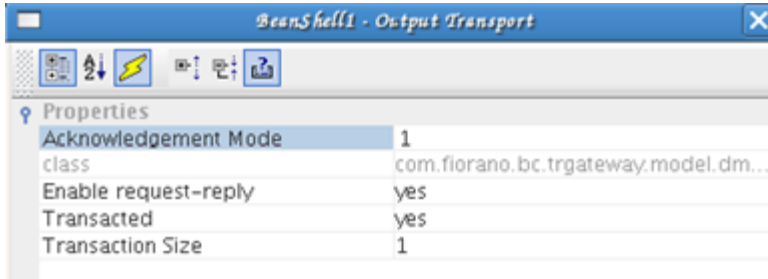 BeanShell1 - Output Transport
Properties
Acknowledgement Mode 1
class com.fiorano.bc.trgateway.model.dm...
Enable request-reply yes
Transacted yes
Transaction Size 1